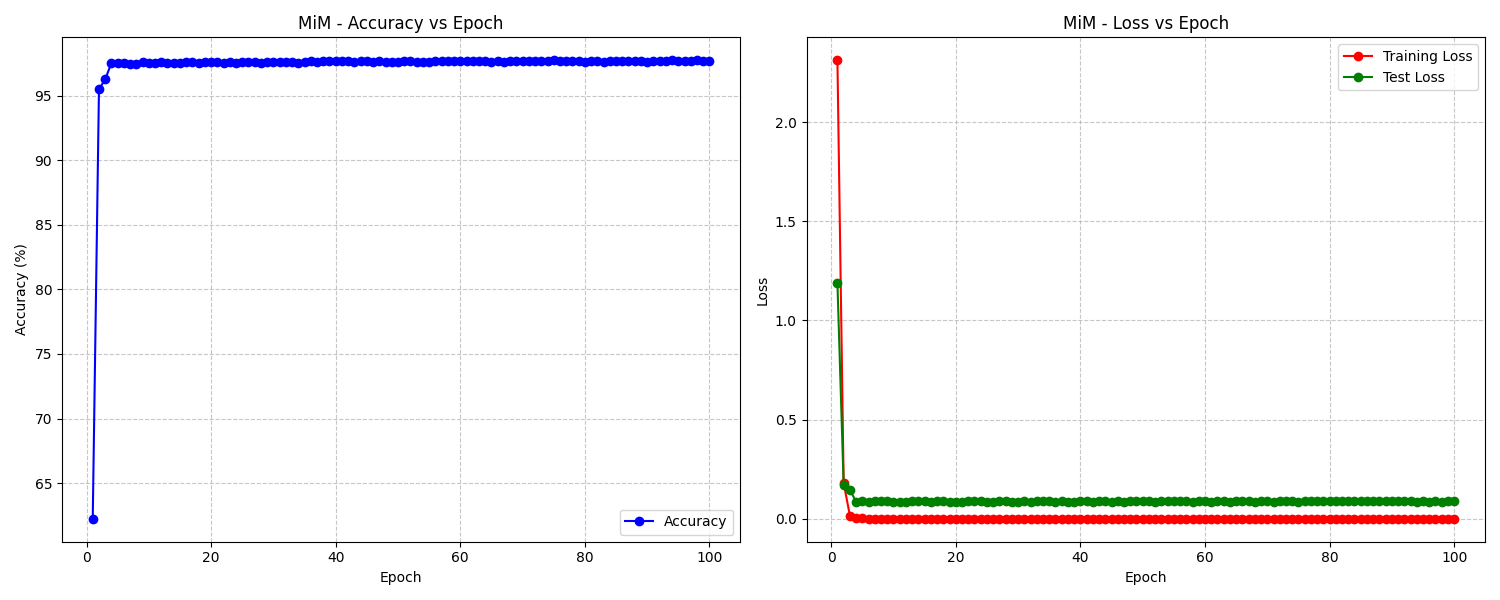 MiM - Accuracy vs Epoch
95
90
85
80
75
70
65
Accuracy (%)
0 20 40 60 80 100
Epoch
Accuracy
MiM - Loss vs Epoch
Training Loss
Test Loss
2.0
1.5
1.0
0.5
0.0
Loss
0 20 40 60 80 100
Epoch